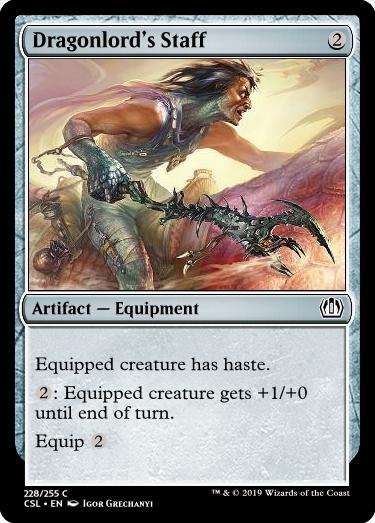 Dragonlord's Staff 2
Artifact — Equipment
Equipped creature has haste.
2: Equipped creature gets +1/+0
until end of turn.
Equip 2
228/255 C
CSL • EN Igor Grechanyi
™ & © 2019 Wizards of the Coast